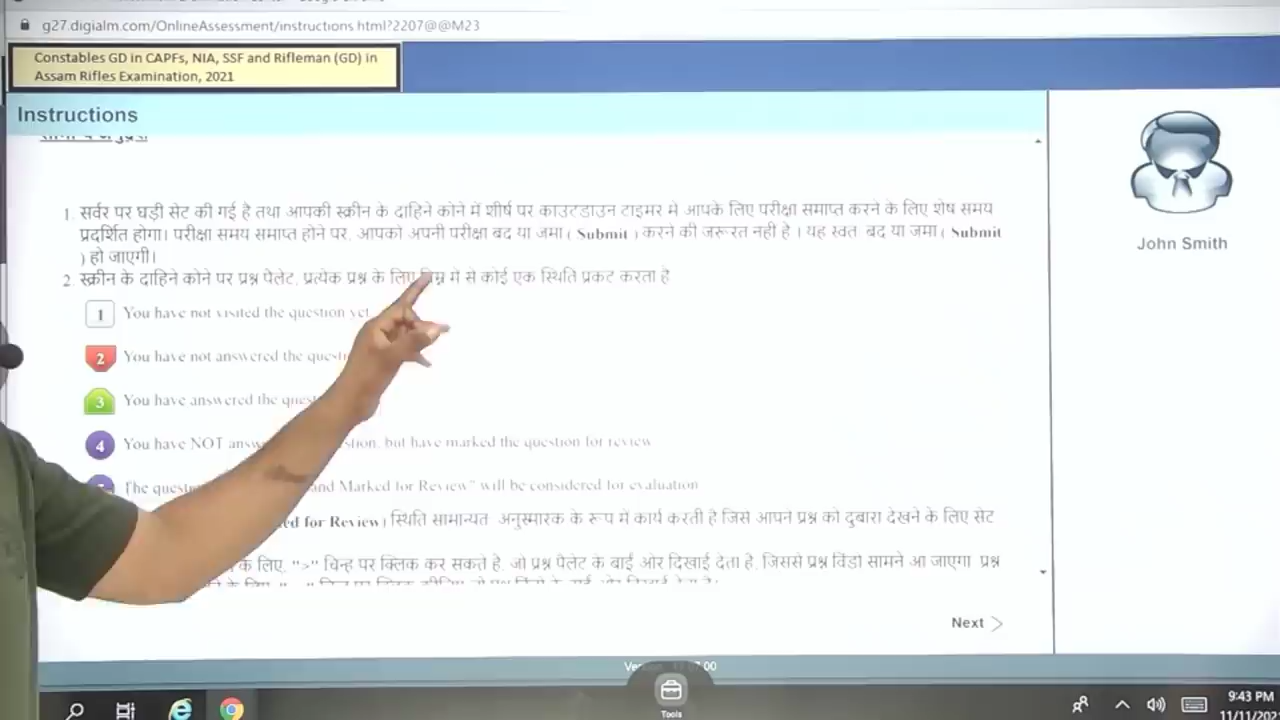 g27.digialm.com/OnlineAssessment/instructions html?2207@@M23
Constables GD in CAPFs, NIA, SSF and Rifleman (GD) in
Assam Rifles Examination, 2021
Instructions
1. सर्वर पर घड़ी सेट की गई है तथा आपकी स्क्रीन के दाहिने कोने में शीर्ष पर काउंटडाउन टाइमर में आपके लिए परीक्षा समाप्त करने के लिए शेष समय
प्रदर्शित होगा। परीक्षा समय समाप्त होने पर, आपको अपनी परीक्षा बंद या जमा ( Submit ) करने की जरूरत नही है । यह स्वतः बंद या जमा ( Submit
) हो जाएगी।
2. स्क्रीन के दाहिने कोने पर प्रश्न पैलेट, प्रत्येक प्रश्न के लिए में से कोई एक स्थिति प्रकट करता है
1 You have not visited the question yet
2 You have not answered the
3 You have answered the
4 You have NOT but have marked the question for review
The and Marked for Review" will be considered for evaluation
for Review) स्थिति सामान्यतः अनुस्मारक के रूप में कार्य करती है जिसे आपने प्रश्न को दुबारा देखने के लिए सेट
के लिए, ">" चिन्ह पर क्लिक कर सकते है, जो प्रश्न पैलेट के बाईं ओर दिखाई देता है, जिससे प्रश्न विंडो सामने आ जाएगा प्रश्न
Next
John Smith
Tools
9:43 PM